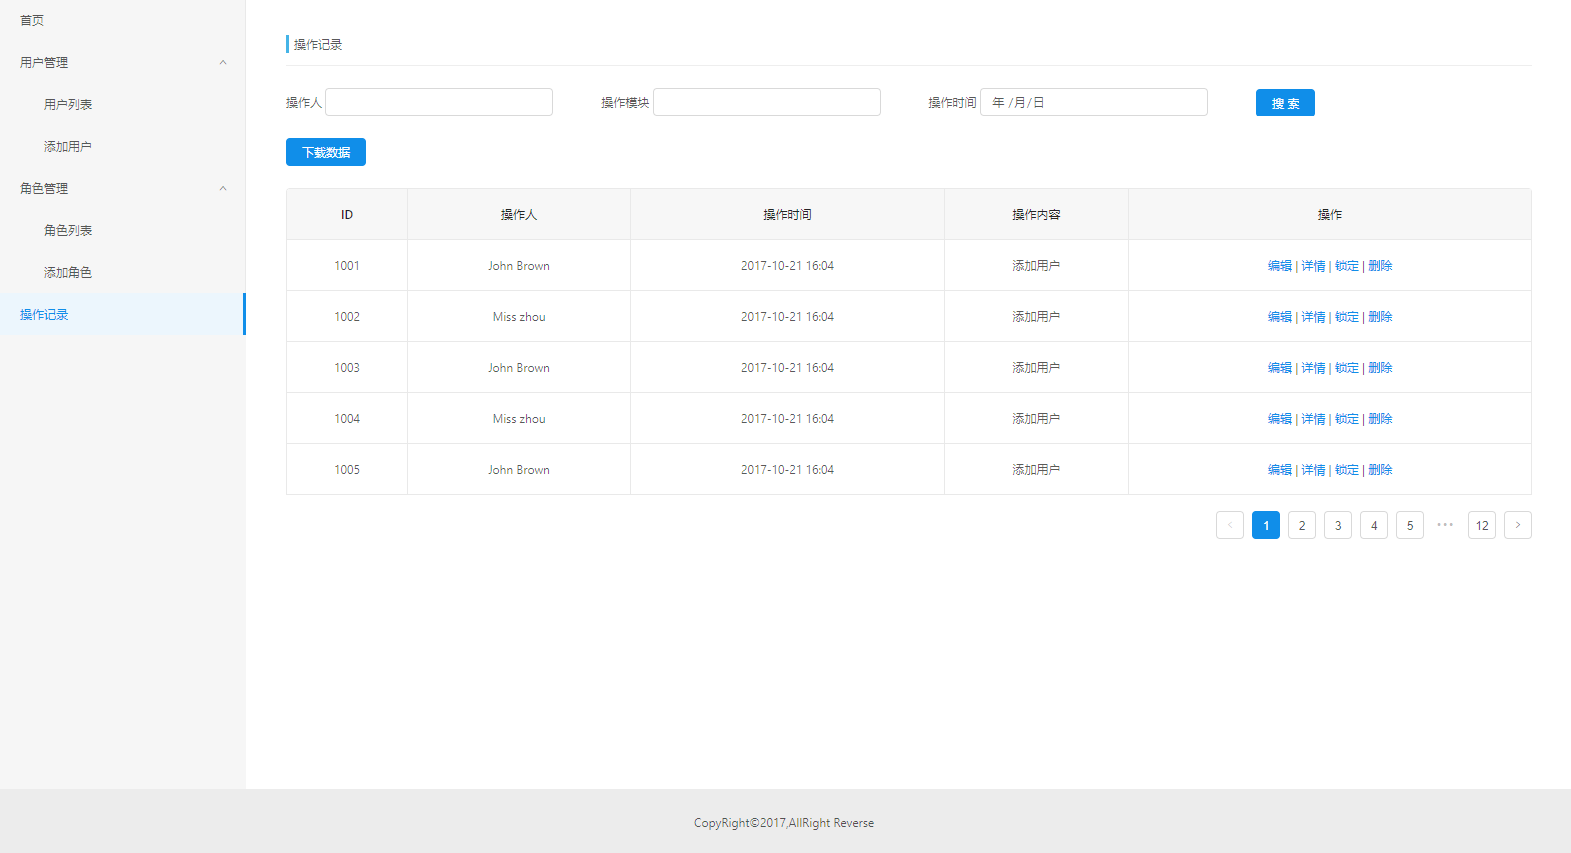 首页
用户管理
用户列表
添加用户
角色管理
角色列表
添加角色
操作记录
操作记录
操作人 操作模块 操作时间 年 /月/日 搜 索
下载数据
ID 操作人 操作时间 操作内容 操作
1001 John Brown 2017-10-21 16:04 添加用户 编辑 | 详情 | 锁定 | 删除
1002 Miss zhou 2017-10-21 16:04 添加用户 编辑 | 详情 | 锁定 | 删除
1003 John Brown 2017-10-21 16:04 添加用户 编辑 | 详情 | 锁定 | 删除
1004 Miss zhou 2017-10-21 16:04 添加用户 编辑 | 详情 | 锁定 | 删除
1005 John Brown 2017-10-21 16:04 添加用户 编辑 | 详情 | 锁定 | 删除
< 1 2 3 4 5 ••• 12 >
CopyRight©2017,AllRight Reverse